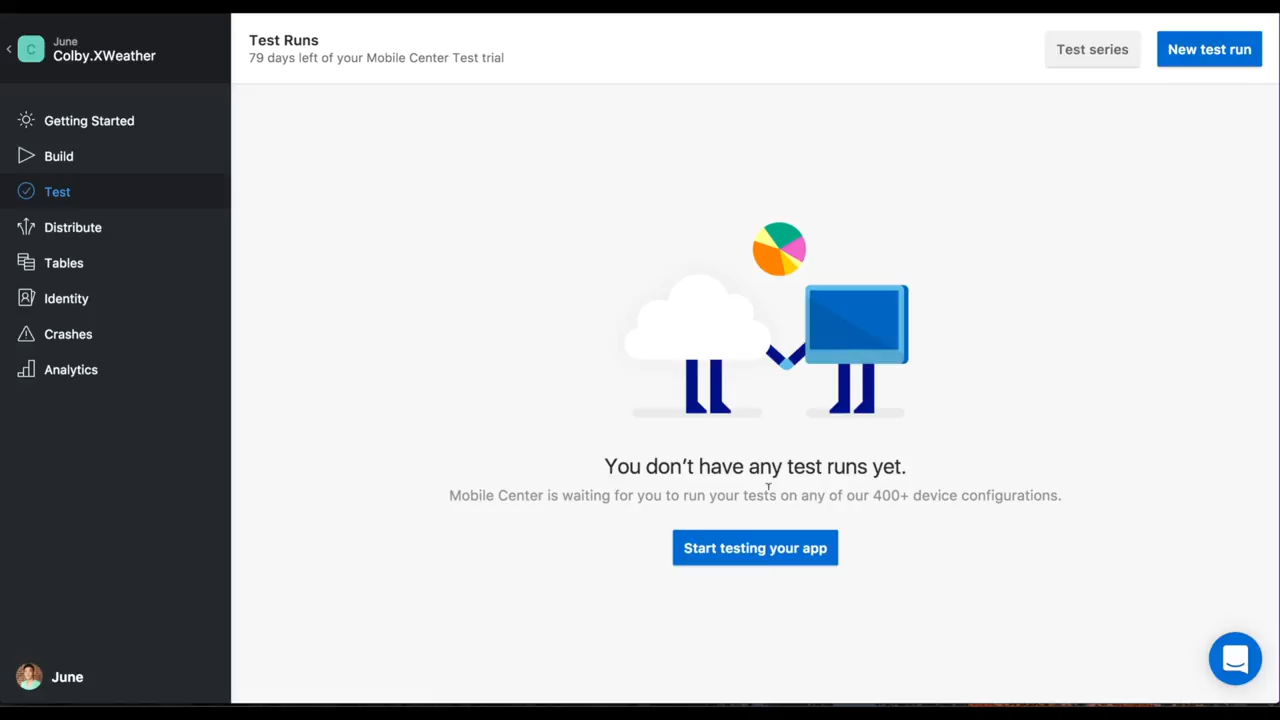 C
June
Colby.XWeather
Getting Started
Build
Test
Distribute
Tables
Identity
Crashes
Analytics
June
Test Runs
79 days left of your Mobile Center Test trial
Test series
New test run
You don't have any test runs yet.
Mobile Center is waiting for you to run your tests on any of our 400+ device configurations.
Start testing your app